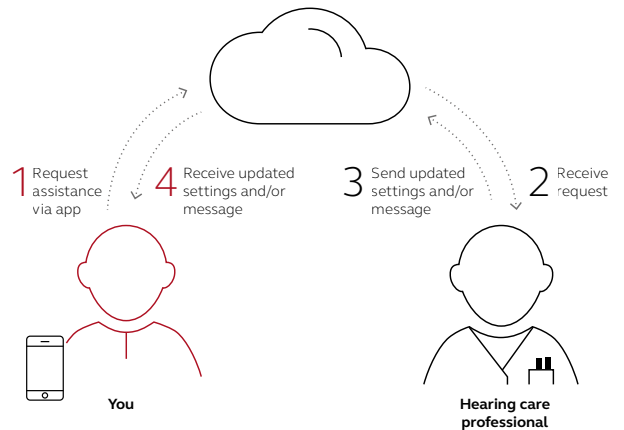 1 Request
assistance
via app
4 Receive updated
settings and/or
message
3 Send updated
settings and/or
message
2 Receive
request
You
Hearing care
professional